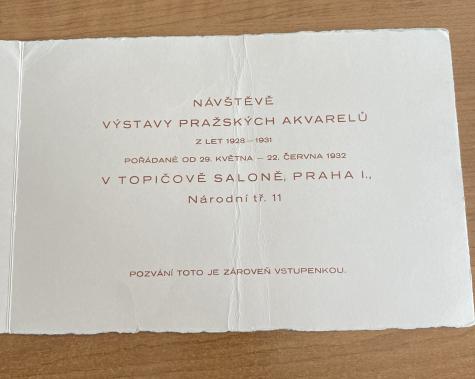 NÁVŠTĚVĚ
VÝSTAVY PRAŽSKÝCH AKVARELŮ
Z LET 1928–1931
POŘÁDANÉ OD 29. KVĚTNA – 22. ČERVNA 1932
V TOPIČOVĚ SALONĚ, PRAHA I.,
Národní tř. 11
POZVÁNÍ TOTO JE ZÁROVEŇ VSTUPENKOU.